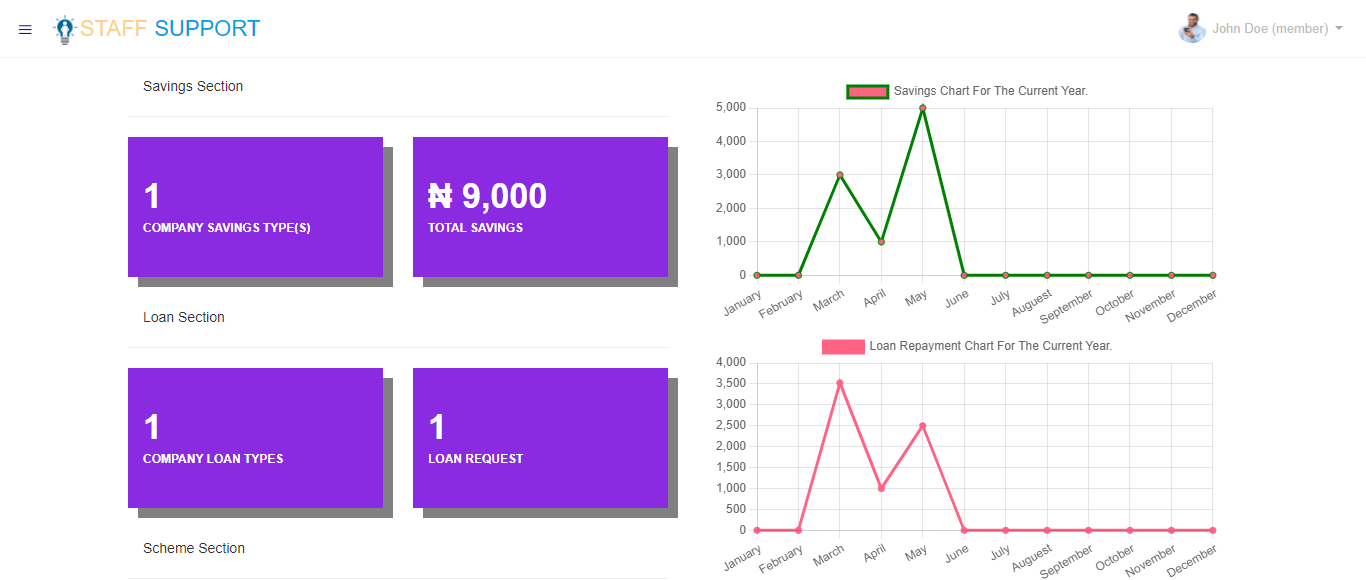 STAFF SUPPORT
John Doe (member)
Savings Section
1
COMPANY SAVINGS TYPE(S)
₦ 9,000
TOTAL SAVINGS
Loan Section
1
COMPANY LOAN TYPES
1
LOAN REQUEST
Scheme Section
Savings Chart For The Current Year.
5,000
4,000
3,000
2,000
1,000
0
January February March April May June July Auguest September October November December
Loan Repayment Chart For The Current Year.
4,000
3,500
3,000
2,500
2,000
1,500
1,000
500
0
January February March April May June July Auguest September October November December